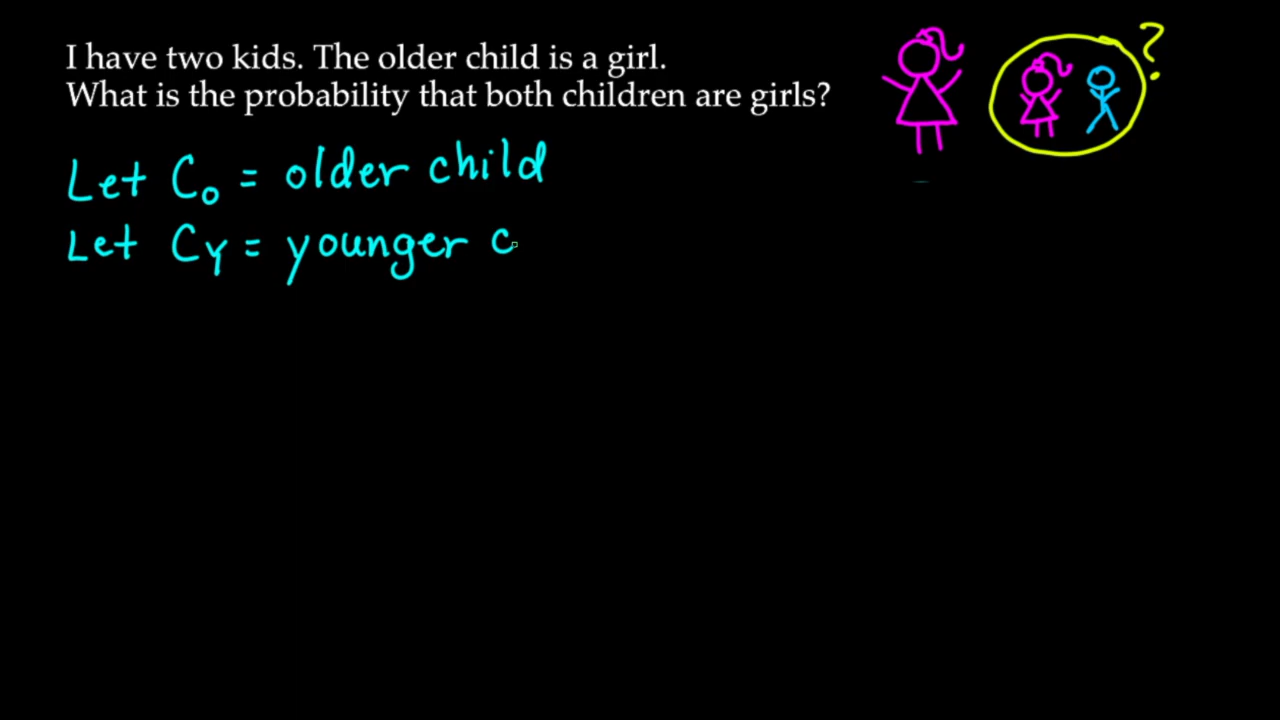 I have two kids. The older child is a girl.
What is the probability that both children are girls?
?
Let Co = older child
Let Cy = younger c